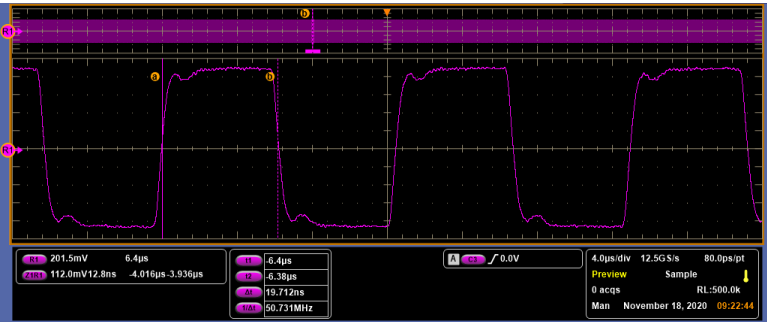 b
R1
a
b
R1
R1 201.5mV 6.4µs
Z1R1 112.0mV 12.8ns -4.016µs -3.936µs
t1 -6.4µs
t2 -6.38µs
Δt 19.712ns
1/Δt 50.731MHz
A C3 0.0V
4.0µs/div 12.5GS/s 80.0ps/pt
Preview Sample
0 acqs RL:500.0k
Man November 18, 2020 09:22:44